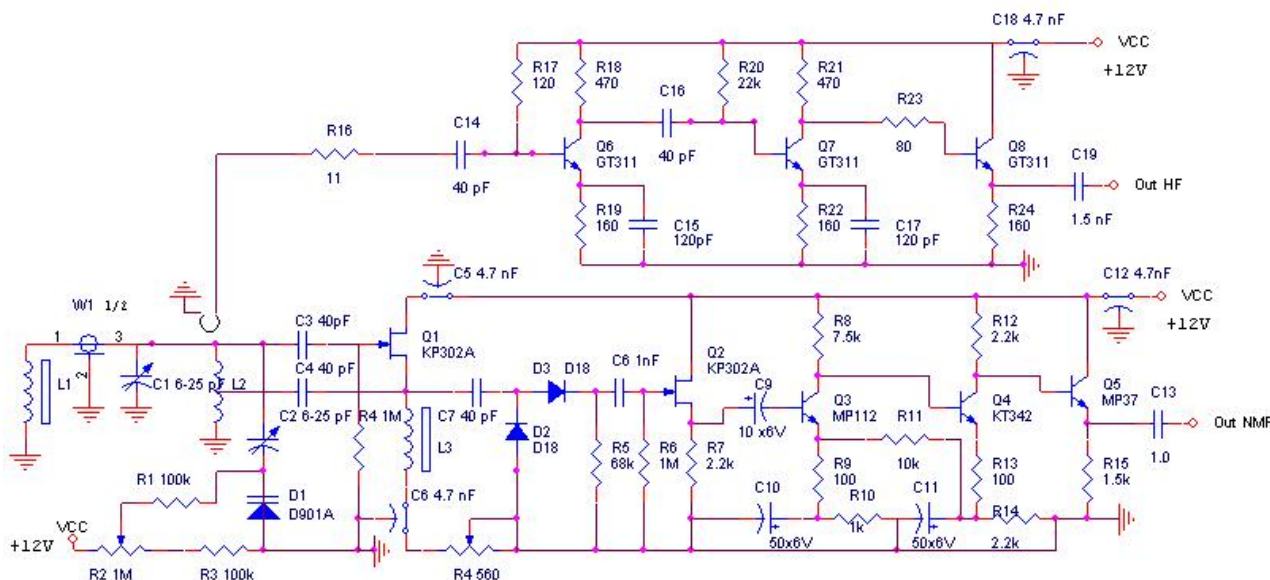 C18 4.7 nF
VCC
+12V
R17 120
R18 470
R20 22k
R21 470
C16
40 pF
R23
80
R16
11
C14
40 pF
Q6 GT311
Q7 GT311
Q8 GT311
C19
1.5 nF
Out HF
R19 160
C15 120pF
R22 160
C17 120 pF
R24 160
C5 4.7 nF
C12 4.7nF
VCC
+12V
W1 1/2
1
3
2
C3 40pF
Q1 KP302A
R8 7.5k
R12 2.2k
L1
C1 6-25 pF
L2
C4 40 pF
D3 D18
C6 1nF
Q2 KP302A
C9
10 x6V
Q3 MP112
Q4 KT342
Q5 MP37
C13
1.0
Out NMR
C2 6-25 pF
R4 1M
C7 40 pF
L3
D2 D18
R5 68k
R6 1M
R7 2.2k
R11
10k
R9 100
R13 100
R15 1.5k
R1 100k
D1 D901A
C6 4.7 nF
C10
50x6V
R10
1k
C11
50x6V
R14
2.2k
VCC
+12V
R2 1M
R3 100k
R4 560